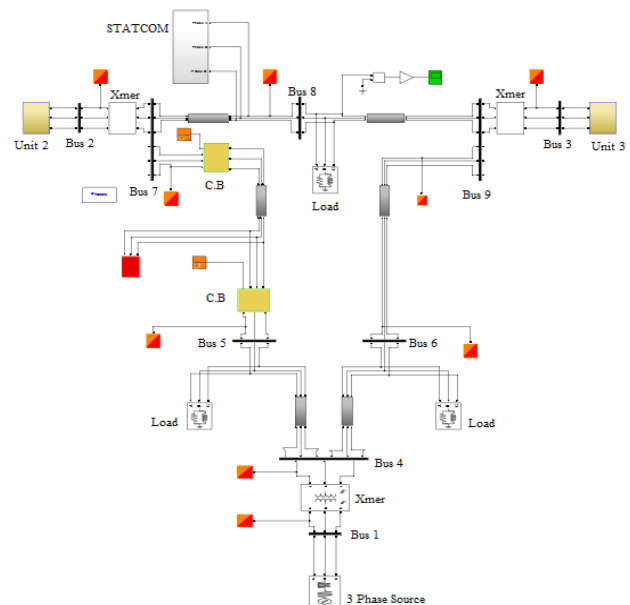 STATCOM
Bus 8
Xmer
Xmer
Unit 2
Bus 2
Bus 3
Unit 3
Bus 7
C.B
Load
Bus 9
C.B
Bus 5
Bus 6
Load
Load
Bus 4
Xmer
Bus 1
3 Phase Source